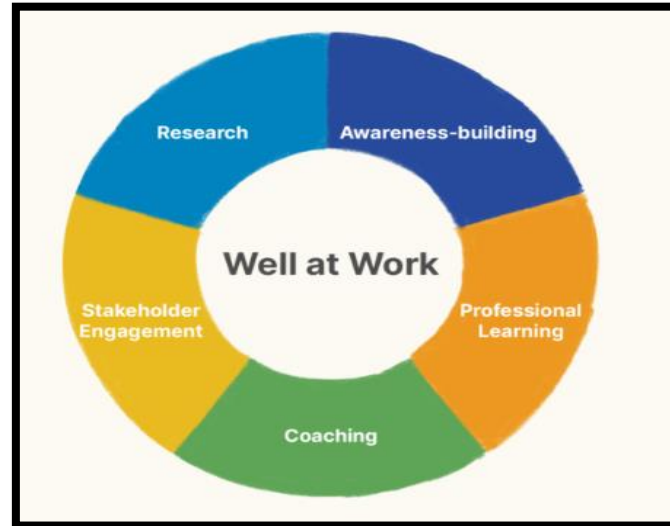 Research
Awareness-building
Well at Work
Stakeholder
Engagement
Professional
Learning
Coaching